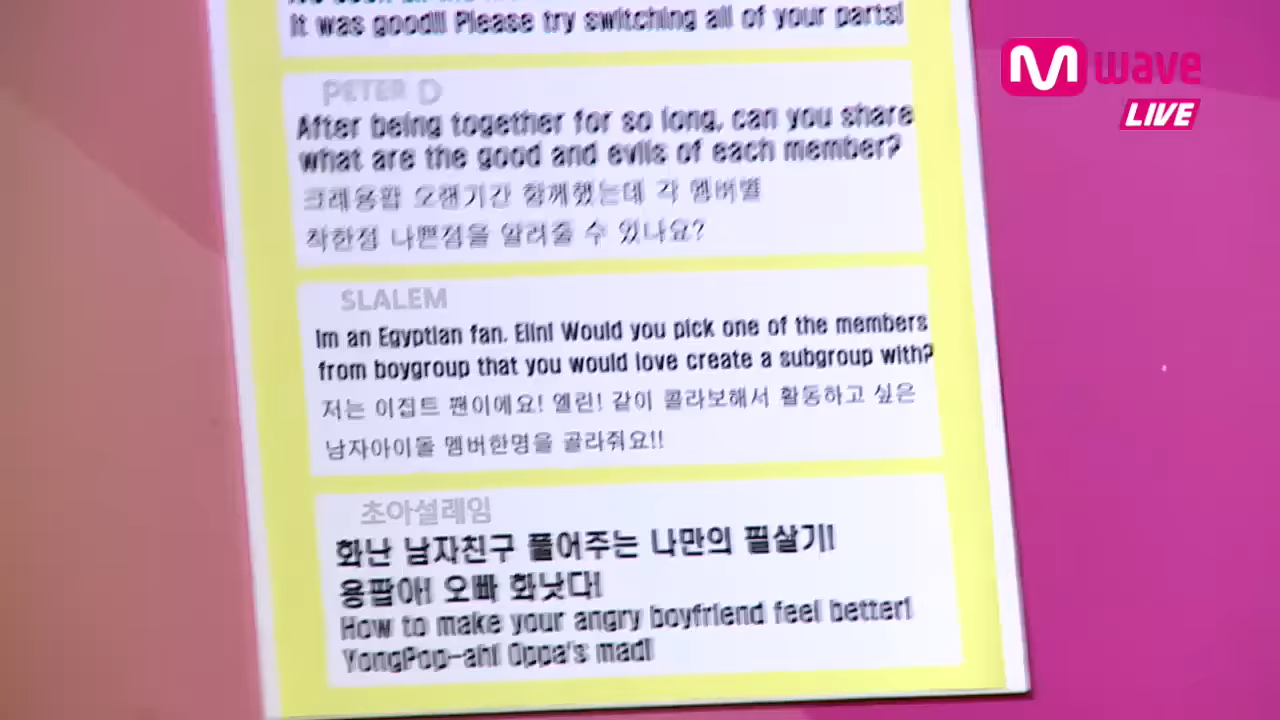 It was good!!! Please try switching all of your parts!
PETER D
After being together for so long, can you share
what are the good and evils of each member?
크레용팝 오랜기간 함께했는데 각 멤버별
착한점 나쁜점을 알려줄 수 있나요?
SLALEM
Im an Egyptian fan. Ellin! Would you pick one of the members
from boygroup that you would love create a subgroup with?
저는 이집트 팬이에요! 엘린! 같이 콜라보해서 활동하고 싶은
남자아이돌 멤버한명을 골라줘요!!
초아설레임
화난 남자친구 풀어주는 나만의 필살기!
용팝아! 오빠 화낫다!
How to make your angry boyfriend feel better!
YongPop-ah! Oppa's mad!
M wave
LIVE